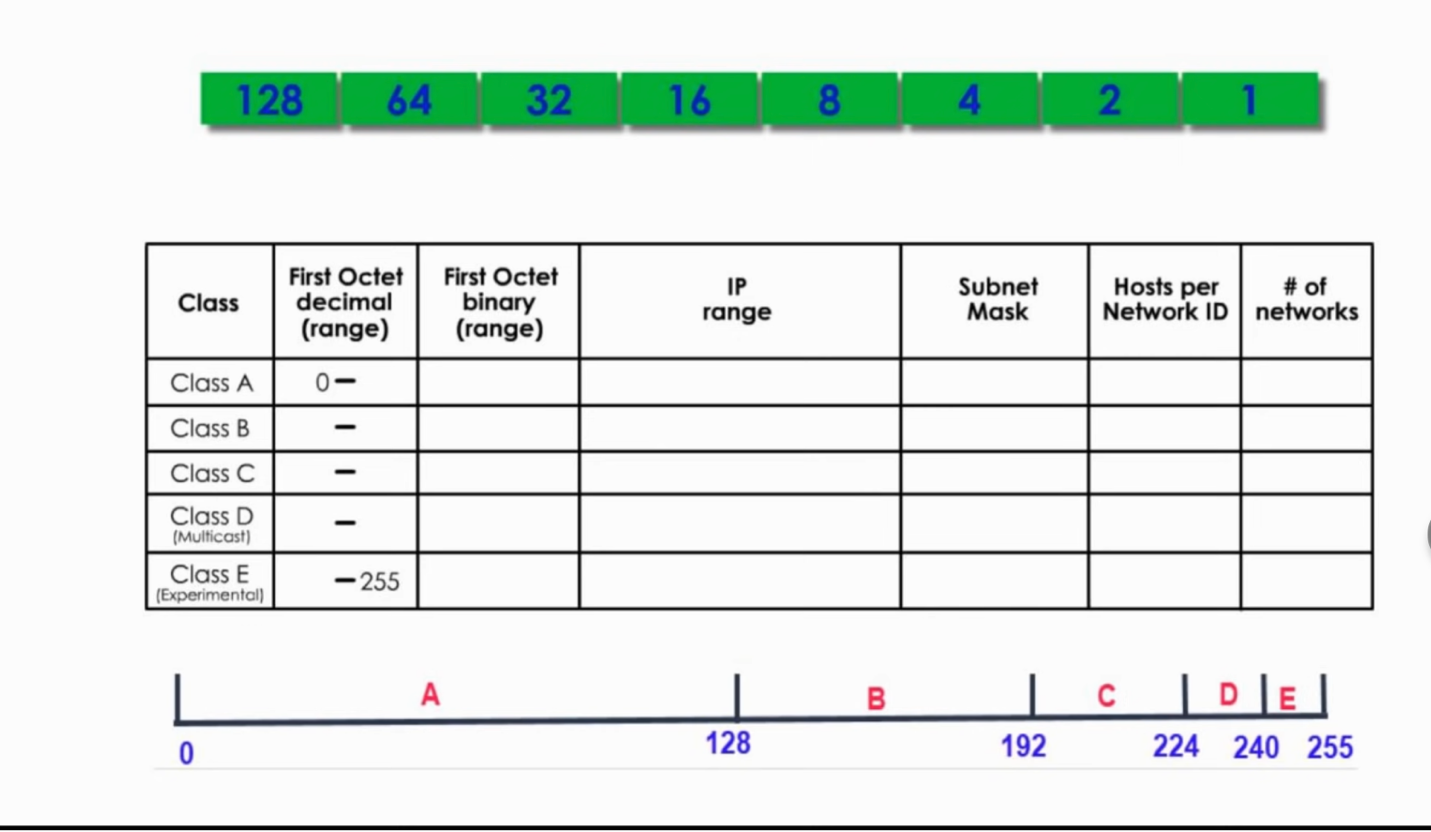 128 64 32 16 8 4 2 1
Class
First Octet
decimal
(range)
First Octet
binary
(range)
IP
range
Subnet
Mask
Hosts per
Network ID
# of
networks
Class A 0–
Class B –
Class C –
Class D
(Multicast)
–
Class E
(Experimental)
–255
A B C D E
0 128 192 224 240 255